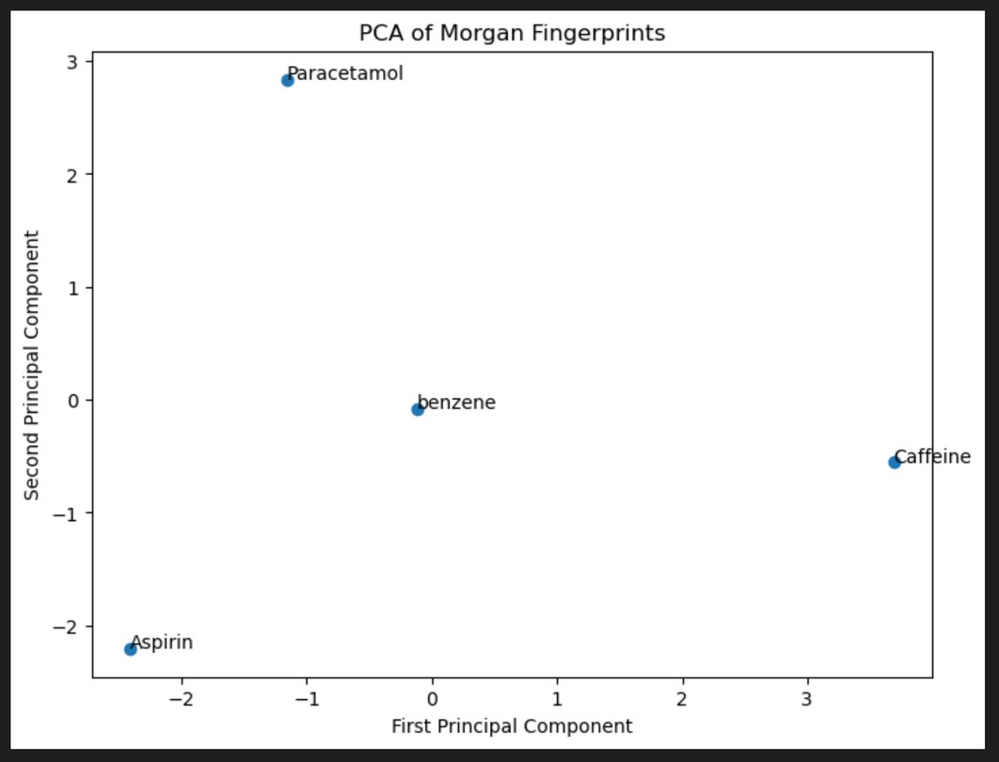 PCA of Morgan Fingerprints
3
Paracetamol
2
1
0
benzene
Caffeine
−1
−2
Aspirin
−2 −1 0 1 2 3
First Principal Component
Second Principal Component